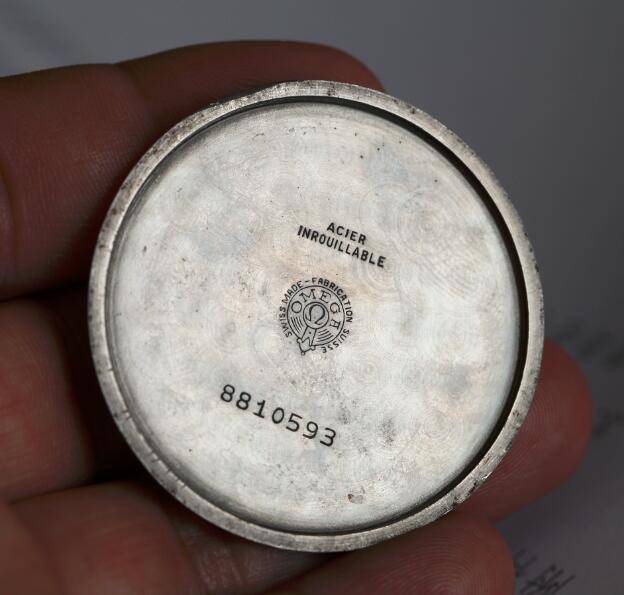 ACIER
INROUILLABLE
SWISS MADE-FABRICATION SUISSE
OMEGA
Ω
8810593